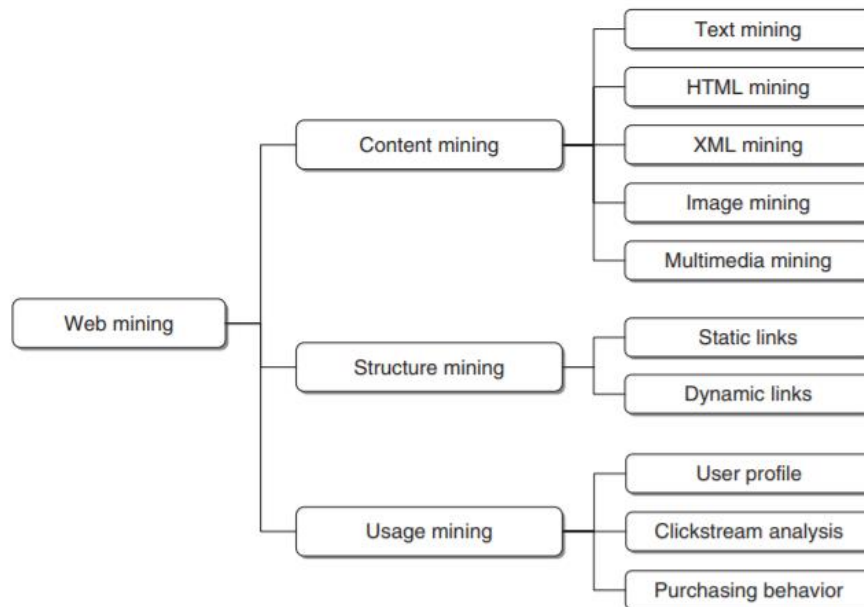 Web mining
Content mining
Text mining
HTML mining
XML mining
Image mining
Multimedia mining
Structure mining
Static links
Dynamic links
Usage mining
User profile
Clickstream analysis
Purchasing behavior